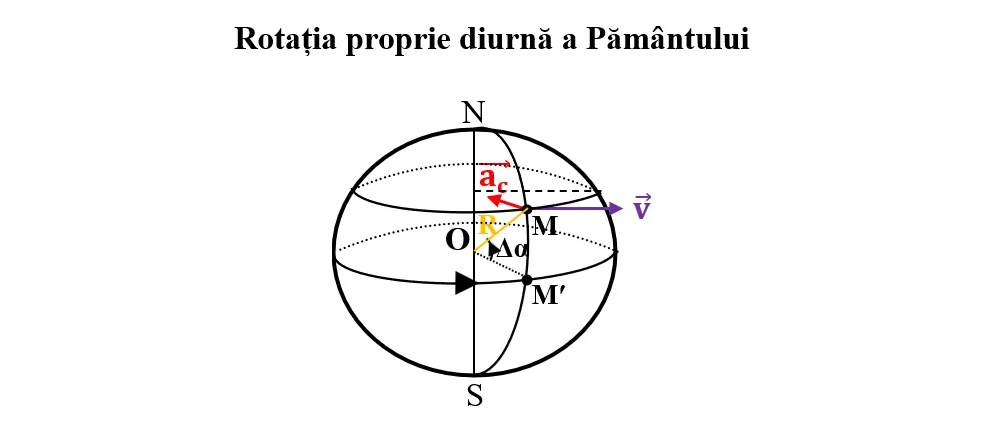 Rotația proprie diurnă a Pământului
N
a⃗c
v⃗
R
M
O
Δα
M′
S